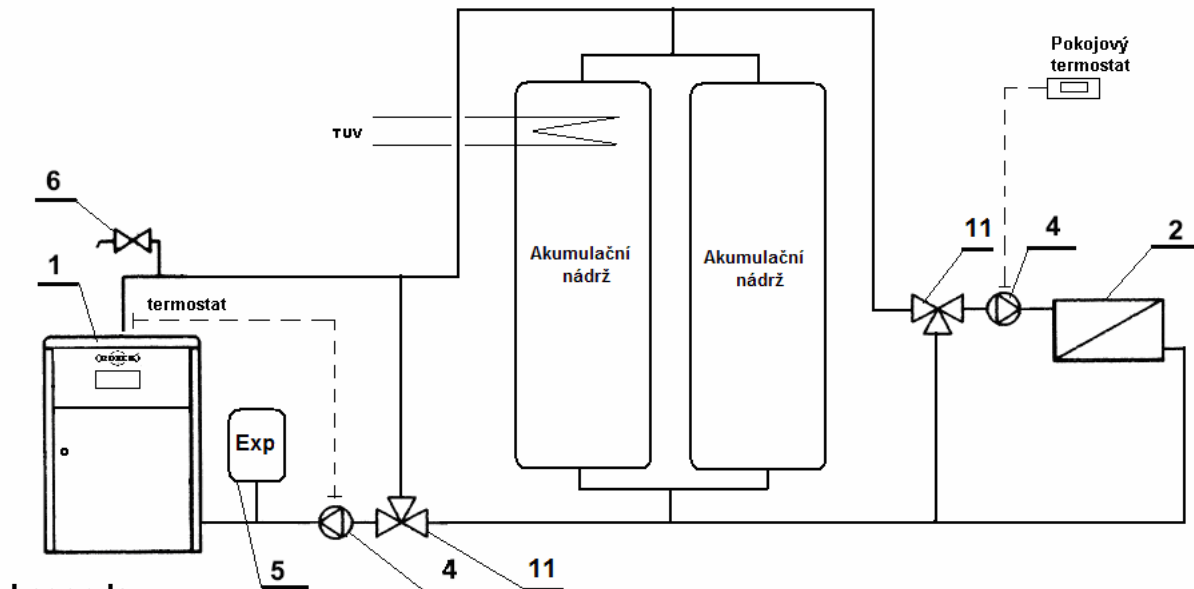 Pokojový
termostat
TUV
6
11
4
2
Akumulační
nádrž
Akumulační
nádrž
1
termostat
Exp
5
4
11